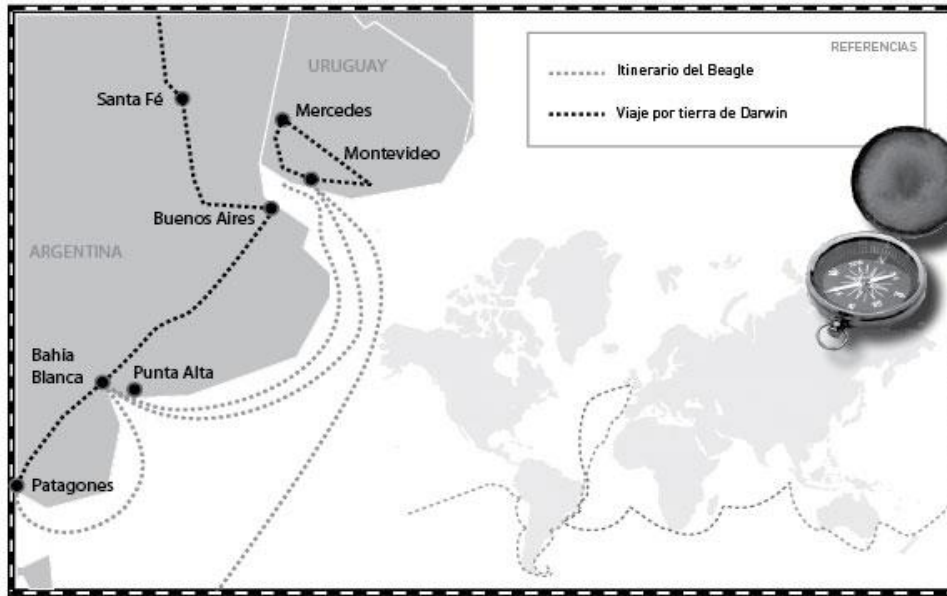 REFERENCIAS
Itinerario del Beagle
Viaje por tierra de Darwin
URUGUAY
Santa Fé
Mercedes
Montevideo
Buenos Aires
ARGENTINA
Bahia
Blanca
Punta Alta
Patagones